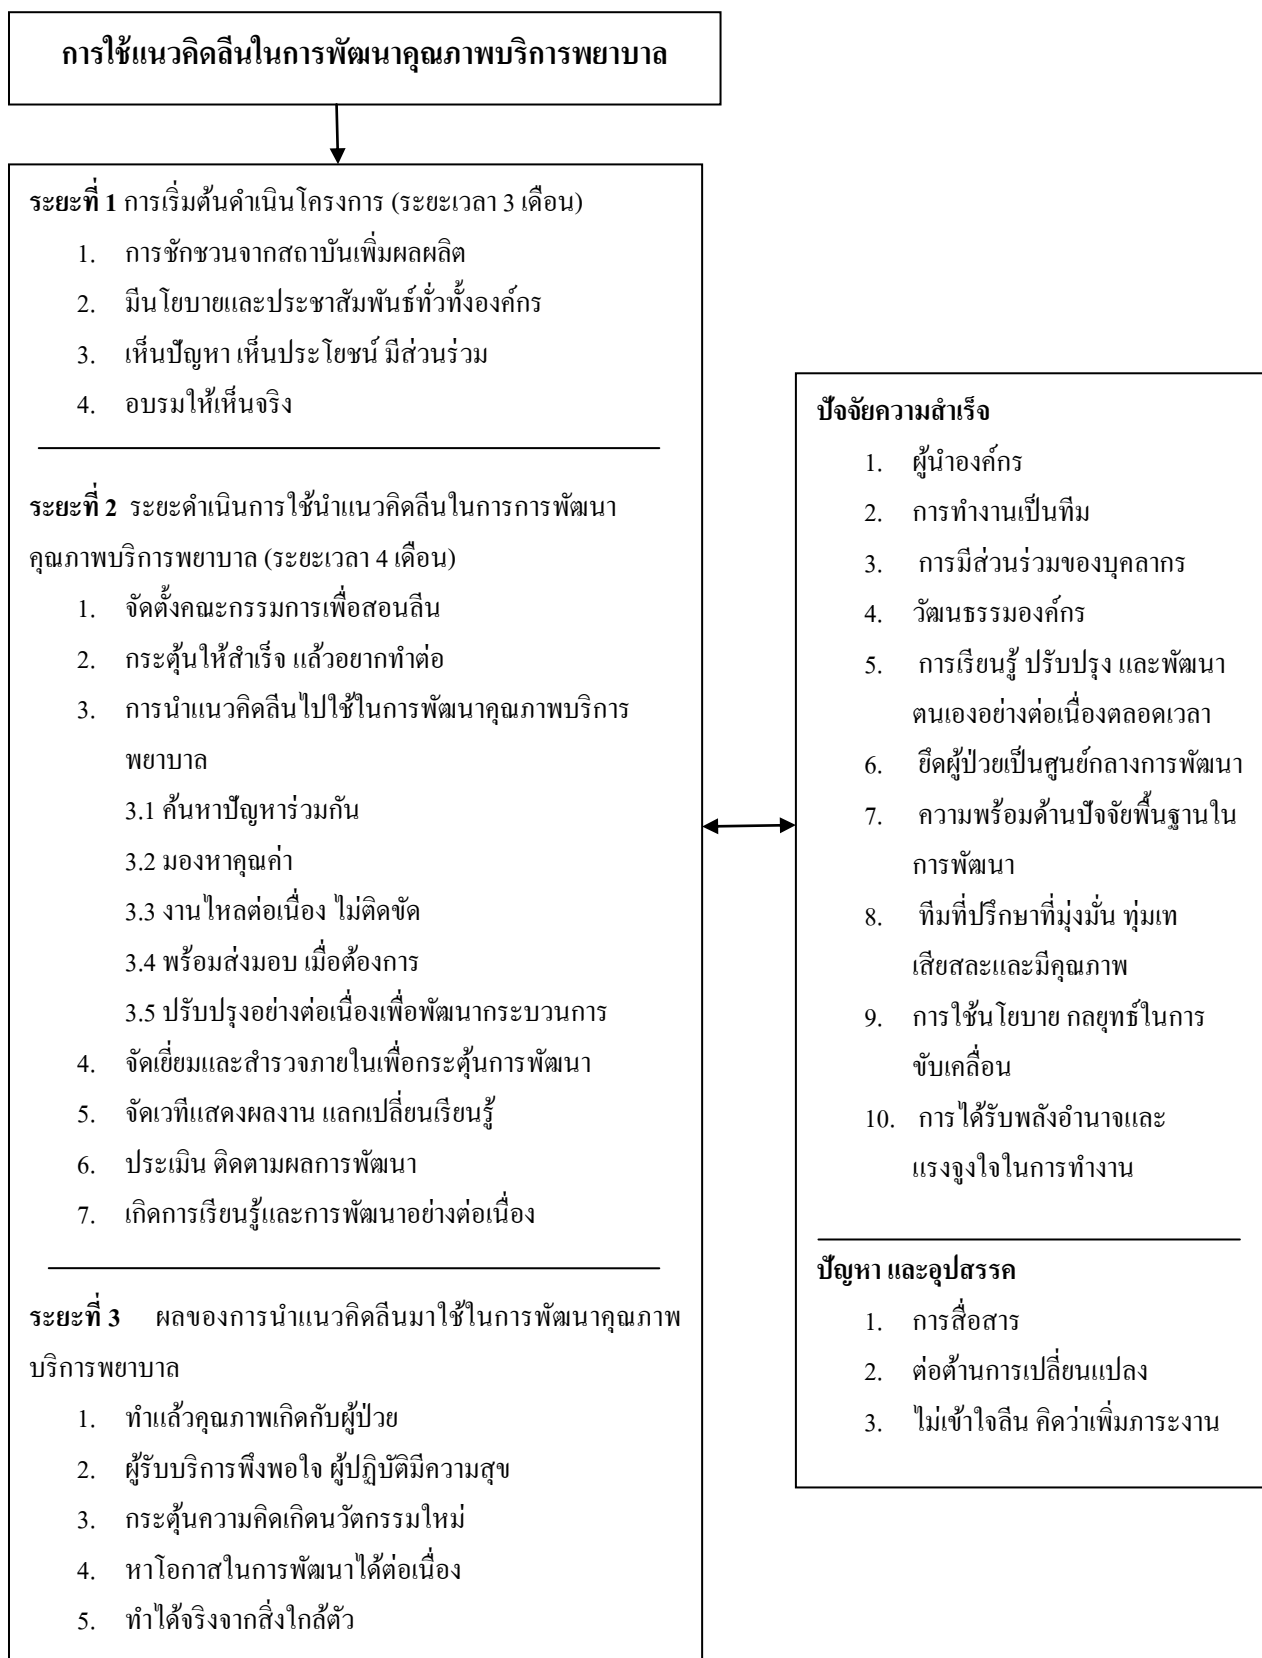 การใช้แนวคิดลีนในการพัฒนาคุณภาพบริการพยาบาล
ระยะที่ 1 การเริ่มต้นดำเนินโครงการ (ระยะเวลา 3 เดือน)
1. การชักชวนจากสถาบันเพิ่มผลผลิต
2. มีนโยบายและประชาสัมพันธ์ทั่วทั้งองค์กร
3. เห็นปัญหา เห็นประโยชน์ มีส่วนร่วม
4. อบรมให้เห็นจริง
ระยะที่ 2 ระยะดำเนินการใช้นำแนวคิดลีนในการการพัฒนา
คุณภาพบริการพยาบาล (ระยะเวลา 4 เดือน)
1. จัดตั้งคณะกรรมการเพื่อสอนลีน
2. กระตุ้นให้สำเร็จ แล้วอยากทำต่อ
3. การนำแนวคิดลีนไปใช้ในการพัฒนาคุณภาพบริการ
พยาบาล
3.1 ค้นหาปัญหาร่วมกัน
3.2 มองหาคุณค่า
3.3 งานไหลต่อเนื่อง ไม่ติดขัด
3.4 พร้อมส่งมอบ เมื่อต้องการ
3.5 ปรับปรุงอย่างต่อเนื่องเพื่อพัฒนากระบวนการ
4. จัดเยี่ยมและสำรวจภายในเพื่อกระตุ้นการพัฒนา
5. จัดเวทีแสดงผลงาน แลกเปลี่ยนเรียนรู้
6. ประเมิน ติดตามผลการพัฒนา
7. เกิดการเรียนรู้และการพัฒนาอย่างต่อเนื่อง
ระยะที่ 3 ผลของการนำแนวคิดลีนมาใช้ในการพัฒนาคุณภาพ
บริการพยาบาล
1. ทำแล้วคุณภาพเกิดกับผู้ป่วย
2. ผู้รับบริการพึงพอใจ ผู้ปฏิบัติมีความสุข
3. กระตุ้นความคิดเกิดนวัตกรรมใหม่
4. หาโอกาสในการพัฒนาได้ต่อเนื่อง
5. ทำได้จริงจากสิ่งใกล้ตัว
ปัจจัยความสำเร็จ
1. ผู้นำองค์กร
2. การทำงานเป็นทีม
3. การมีส่วนร่วมของบุคลากร
4. วัฒนธรรมองค์กร
5. การเรียนรู้ ปรับปรุง และพัฒนา
ตนเองอย่างต่อเนื่องตลอดเวลา
6. ยึดผู้ป่วยเป็นศูนย์กลางการพัฒนา
7. ความพร้อมด้านปัจจัยพื้นฐานใน
การพัฒนา
8. ทีมที่ปรึกษาที่มุ่งมั่น ทุ่มเท
เสียสละและมีคุณภาพ
9. การใช้นโยบาย กลยุทธ์ในการ
ขับเคลื่อน
10. การได้รับพลังอำนาจและ
แรงจูงใจในการทำงาน
ปัญหา และอุปสรรค
1. การสื่อสาร
2. ต่อต้านการเปลี่ยนแปลง
3. ไม่เข้าใจลีน คิดว่าเพิ่มภาระงาน